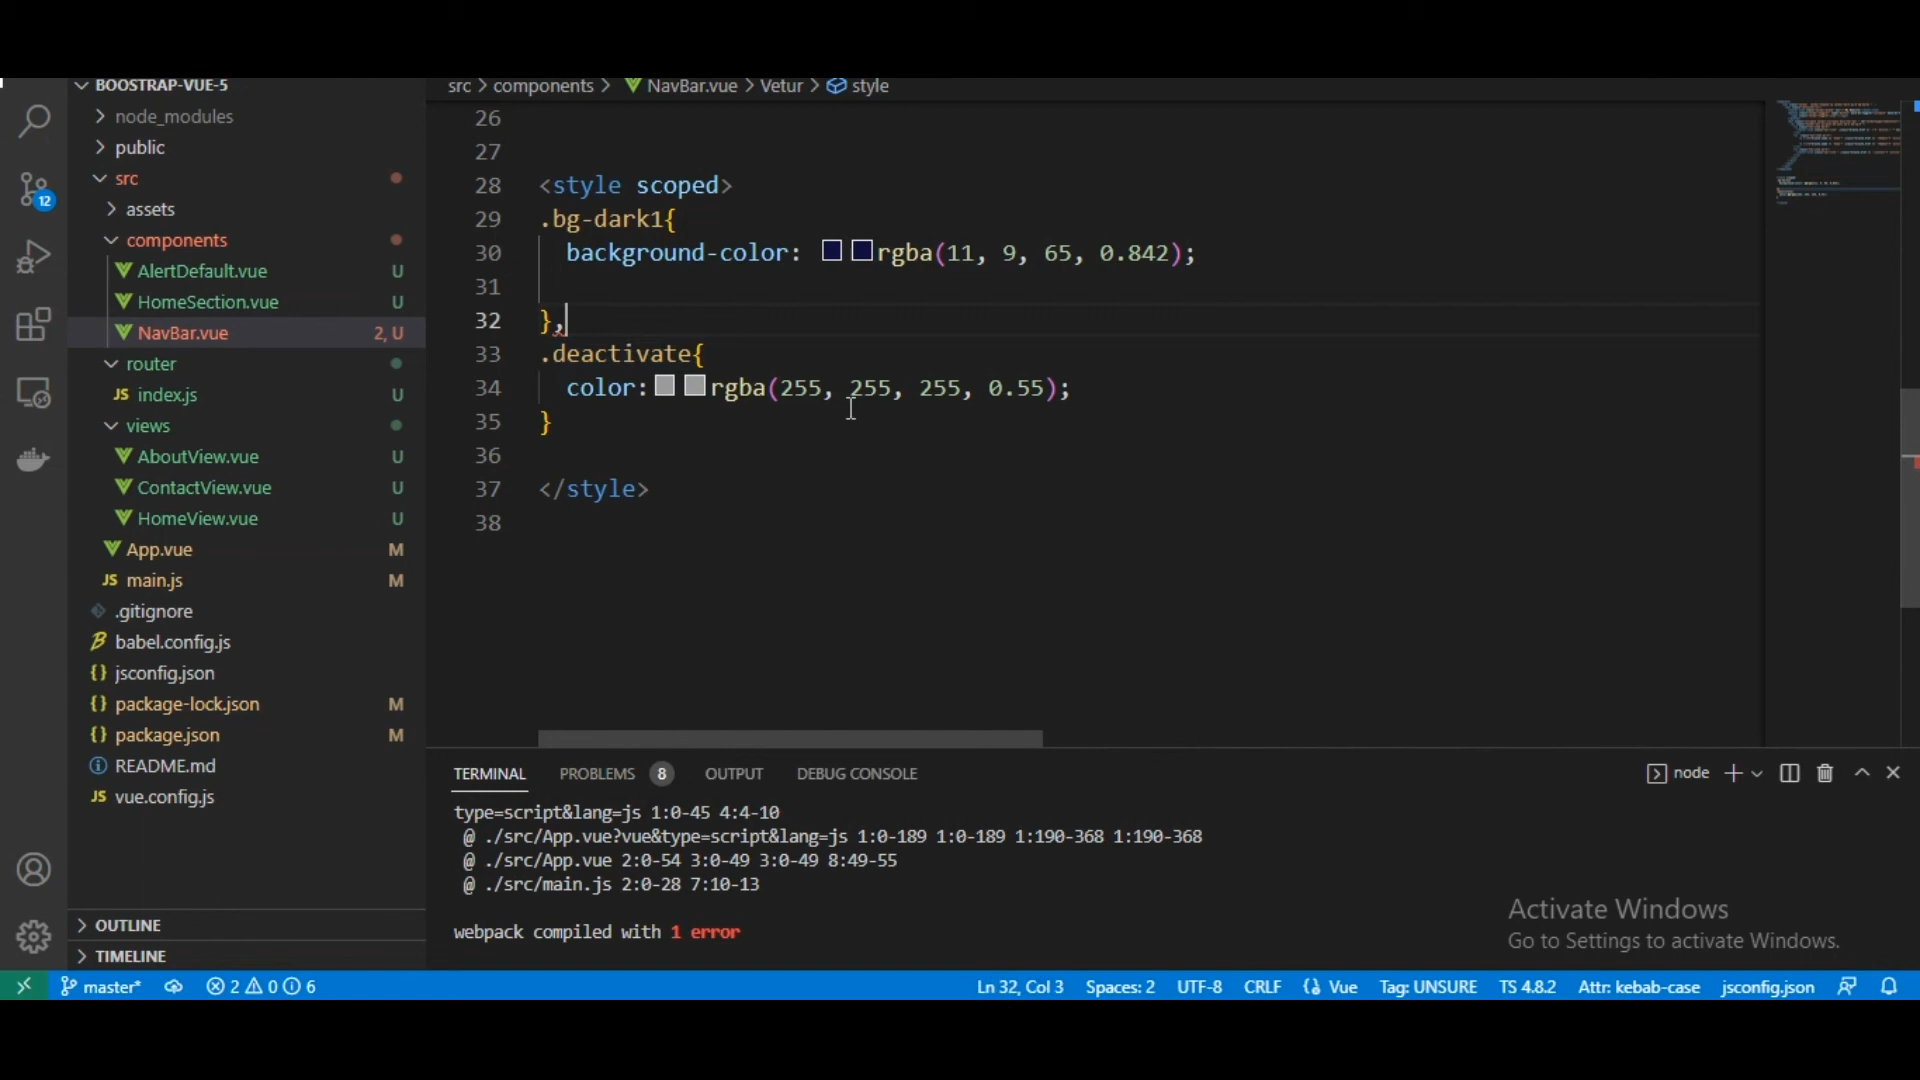 BOOSTRAP-VUE-5
node_modules
public
src
assets
components
AlertDefault.vue U
HomeSection.vue U
NavBar.vue 2, U
router
JS index.js U
views
AboutView.vue U
ContactView.vue U
HomeView.vue U
App.vue M
JS main.js M
.gitignore
babel.config.js
{} jsconfig.json
{} package-lock.json M
{} package.json M
README.md
JS vue.config.js
OUTLINE
TIMELINE
12
src > components > NavBar.vue > Vetur > style
26
27
28 <style scoped>
29 .bg-dark1{
30 background-color: rgba(11, 9, 65, 0.842);
31
32 },
33 .deactivate{
34 color: rgba(255, 255, 255, 0.55);
35 }
36
37 </style>
38
TERMINAL PROBLEMS 8 OUTPUT DEBUG CONSOLE node
type=script&lang=js 1:0-45 4:4-10
@ ./src/App.vue?vue&type=script&lang=js 1:0-189 1:0-189 1:190-368 1:190-368
@ ./src/App.vue 2:0-54 3:0-49 3:0-49 8:49-55
@ ./src/main.js 2:0-28 7:10-13
webpack compiled with 1 error
Activate Windows
Go to Settings to activate Windows.
master* 2 0 6 Ln 32, Col 3 Spaces: 2 UTF-8 CRLF Vue Tag: UNSURE TS 4.8.2 Attr: kebab-case jsconfig.json